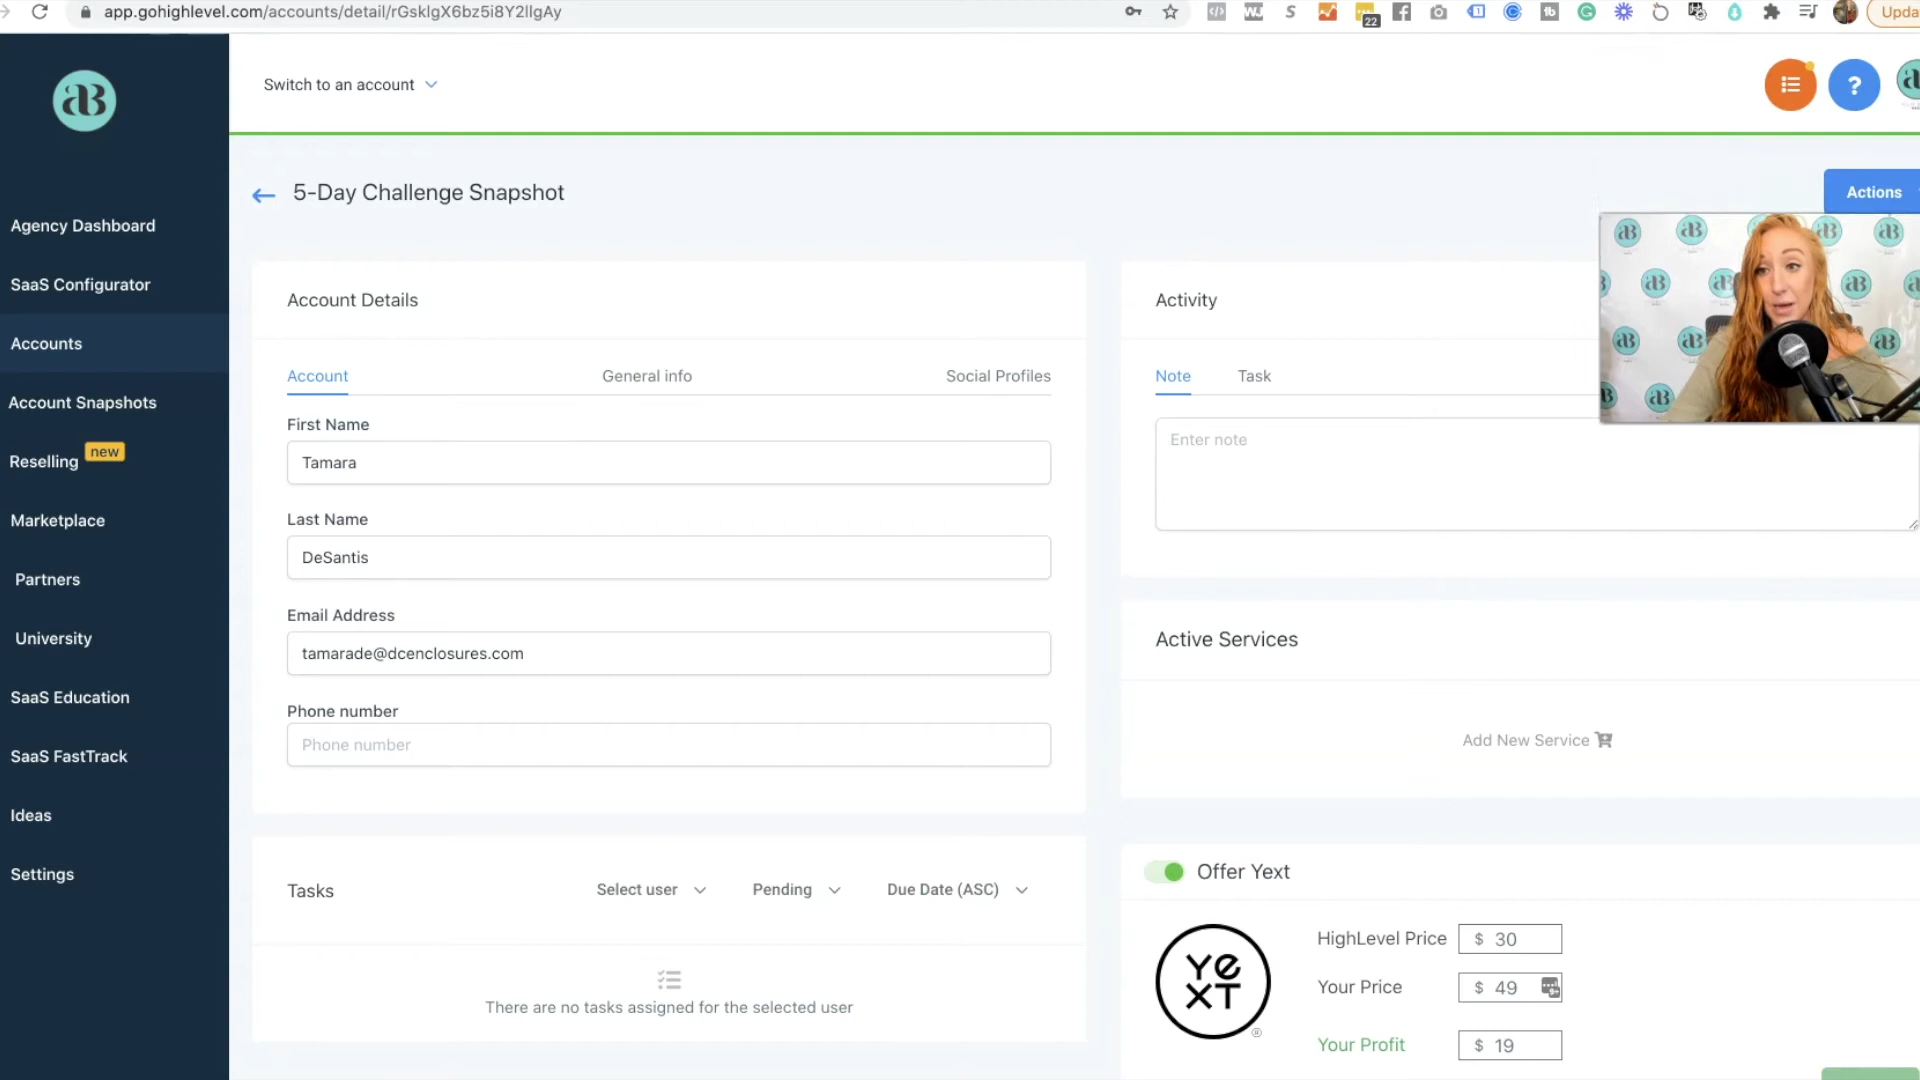 app.gohighlevel.com/accounts/detail/rGsklgX6bz5i8Y2llgAy
22
Upda
aB
Switch to an account
?
5-Day Challenge Snapshot
Actions
Agency Dashboard
SaaS Configurator
Accounts
Account Snapshots
Reselling new
Marketplace
Partners
University
SaaS Education
SaaS FastTrack
Ideas
Settings
Account Details
Account General info Social Profiles
First Name
Tamara
Last Name
DeSantis
Email Address
tamarade@dcenclosures.com
Phone number
Phone number
Tasks Select user Pending Due Date (ASC)
There are no tasks assigned for the selected user
Activity
Note Task
Enter note
Active Services
Add New Service
Offer Yext
YEXT
HighLevel Price $ 30
Your Price $ 49
Your Profit $ 19